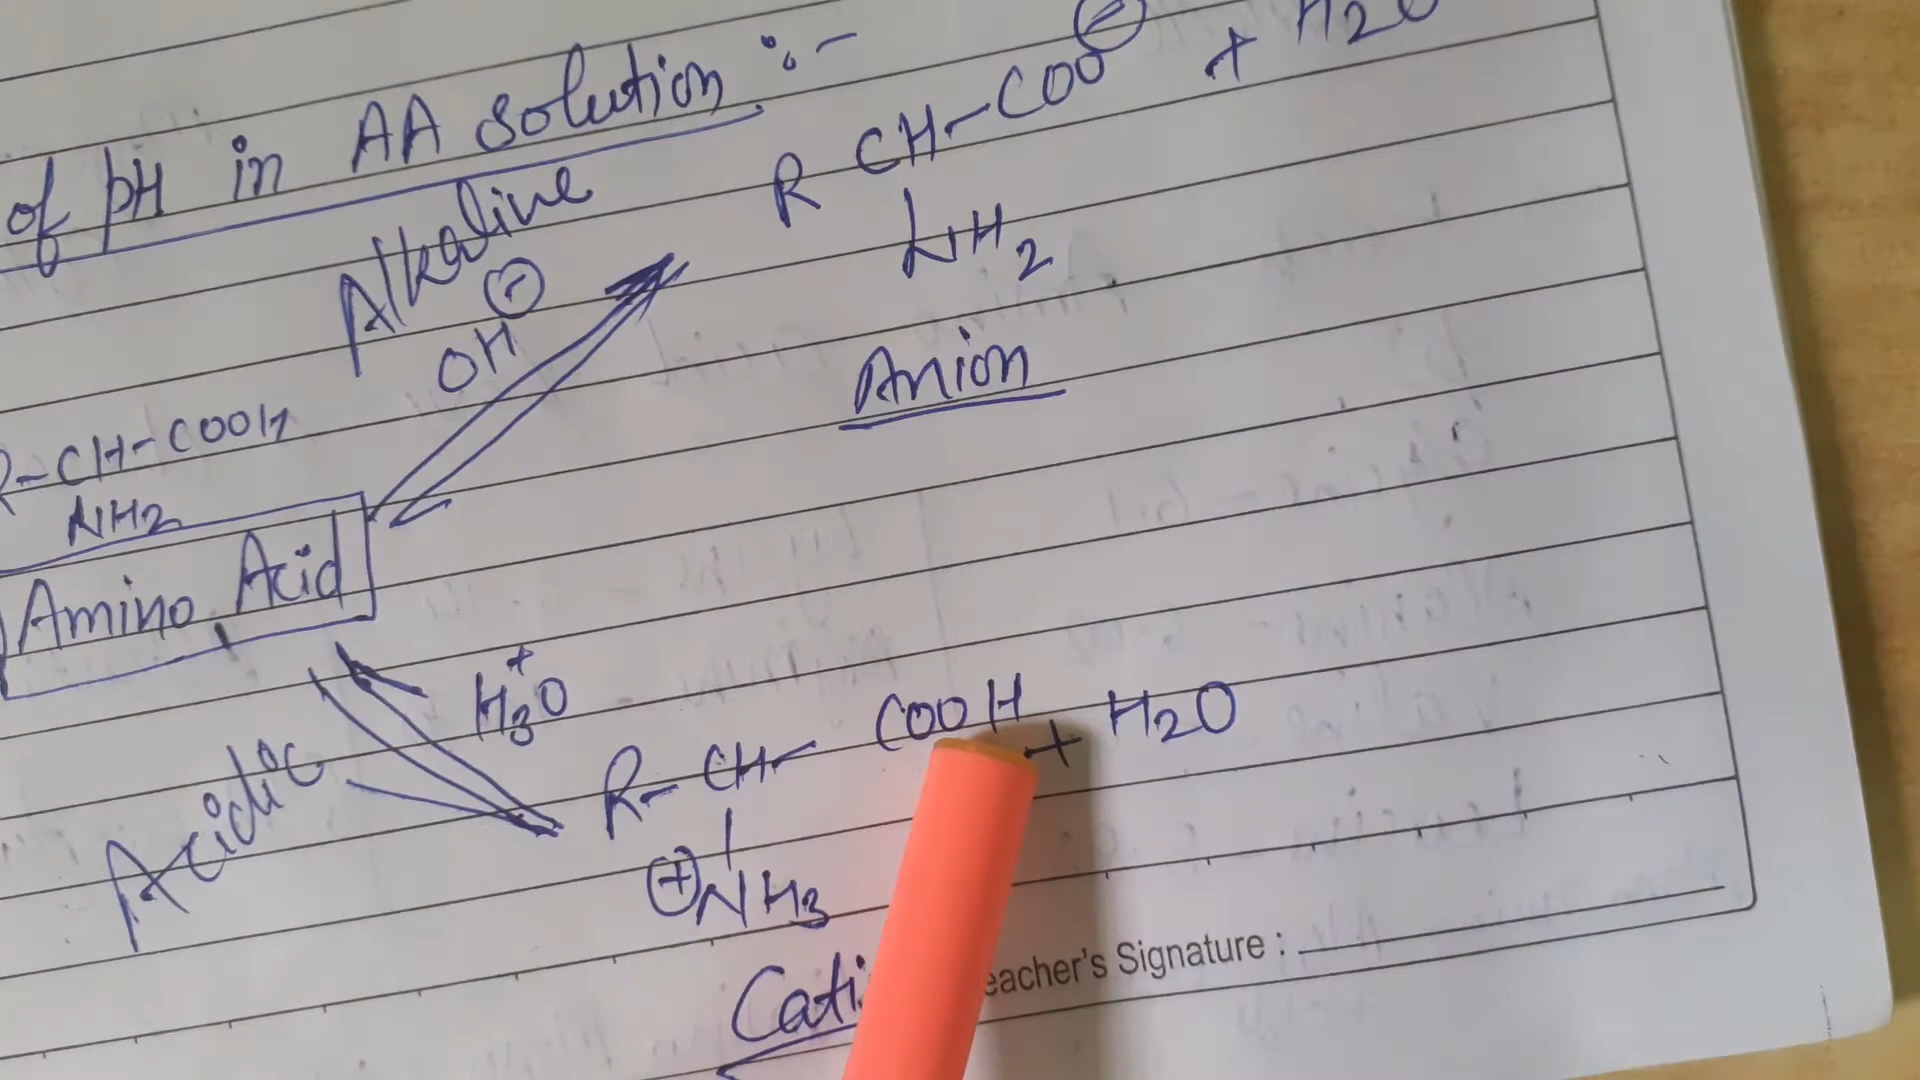 of pH in AA solution :-
Alkaline
OH⊖
R CH-COO⊖ + H2O
NH2
Anion
R-CH-COOH
NH2
Amino Acid
Acidic
H3O+
R-CH-COOH + H2O
⊕NH3
Cati
eacher's Signature :